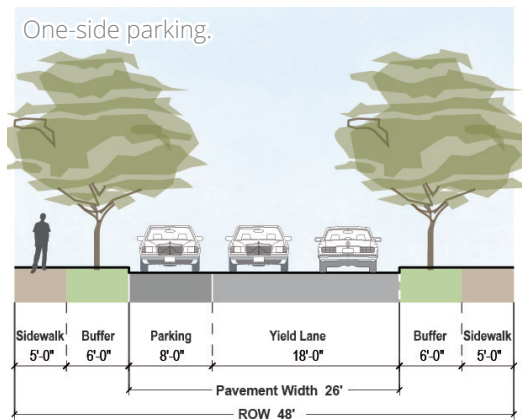 One-side parking.
Sidewalk Buffer Parking Yield Lane Buffer Sidewalk
5'-0" 6'-0" 8'-0" 18'-0" 6'-0" 5'-0"
Pavement Width 26'
ROW 48'